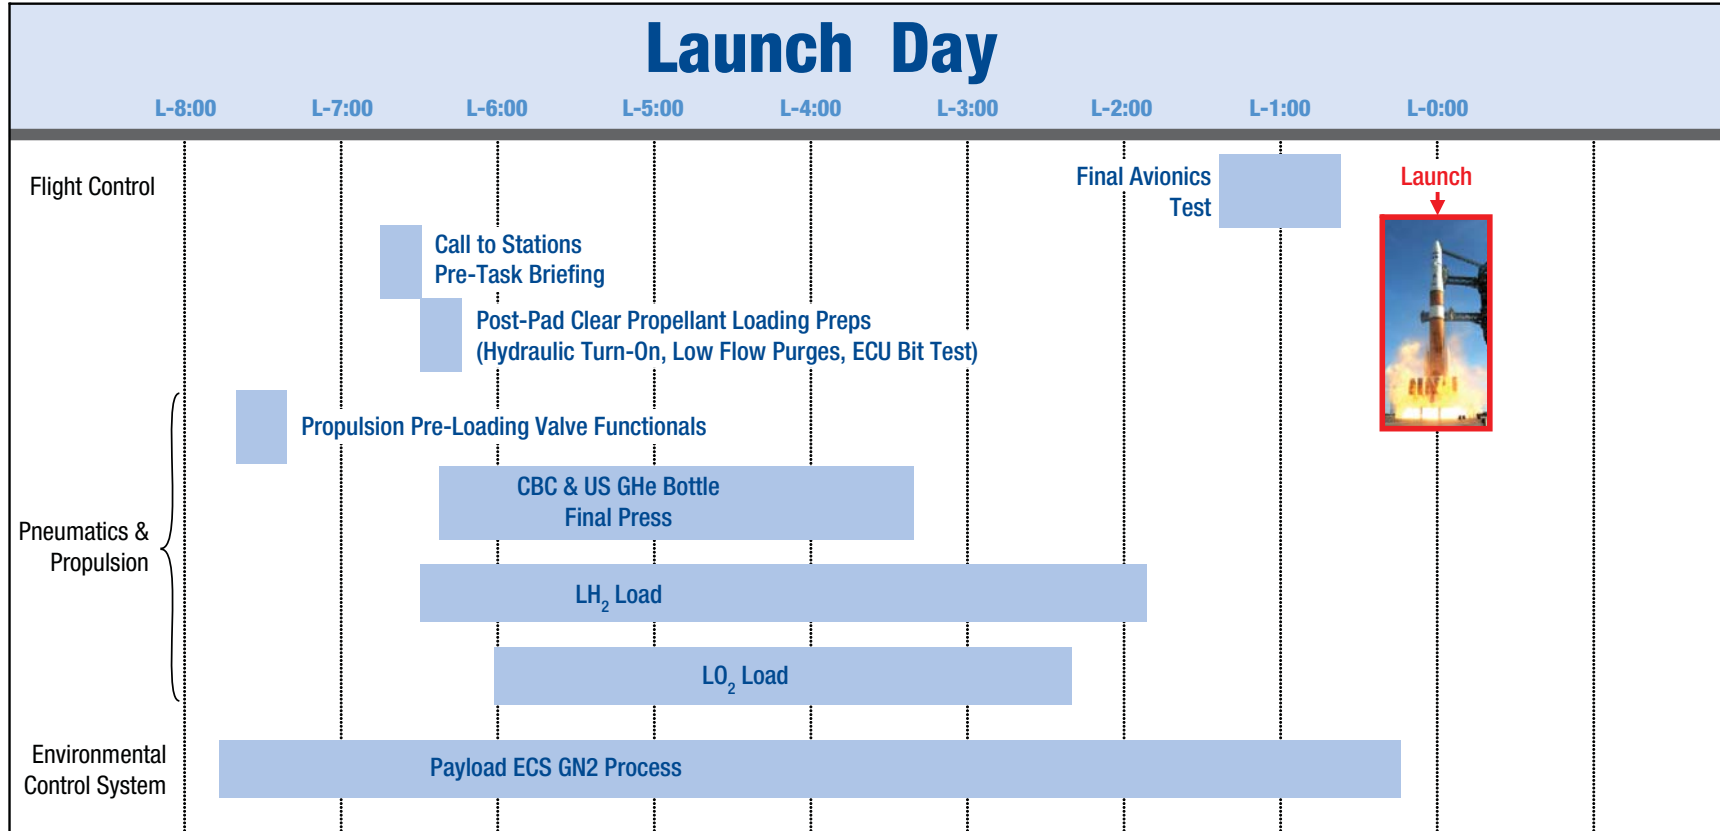 Launch Day
L-8:00 L-7:00 L-6:00 L-5:00 L-4:00 L-3:00 L-2:00 L-1:00 L-0:00
Flight Control
Final Avionics
Test
Launch
Call to Stations
Pre-Task Briefing
Post-Pad Clear Propellant Loading Preps
(Hydraulic Turn-On, Low Flow Purges, ECU Bit Test)
Pneumatics &
Propulsion
Propulsion Pre-Loading Valve Functionals
CBC & US GHe Bottle
Final Press
LH₂ Load
LO₂ Load
Environmental
Control System
Payload ECS GN2 Process